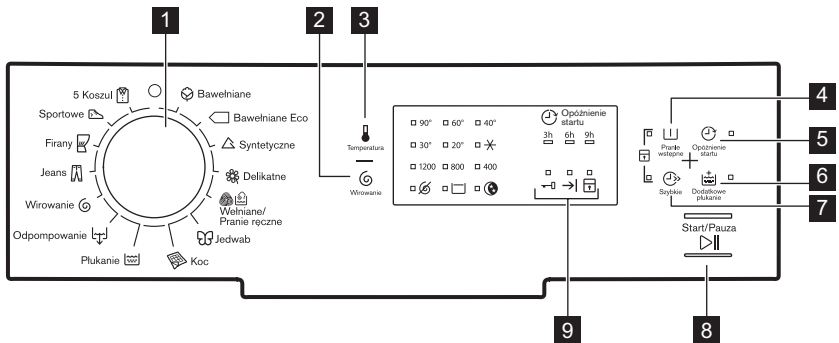 1
2
3
4
5
6
7
8
9
5 Koszul
Sportowe
Firany
Jeans
Wirowanie
Odpompowanie
Płukanie
Bawełniane
Bawełniane Eco
Syntetyczne
Delikatne
Wełniane/
Pranie ręczne
Jedwab
Koc
Temperatura
Wirowanie
90° 60° 40°
30° 20°
1200 800 400
Opóźnienie
startu
3h 6h 9h
Pranie
wstępne
Opóźnienie
startu
Szybkie
Dodatkowe
płukanie
Start/Pauza